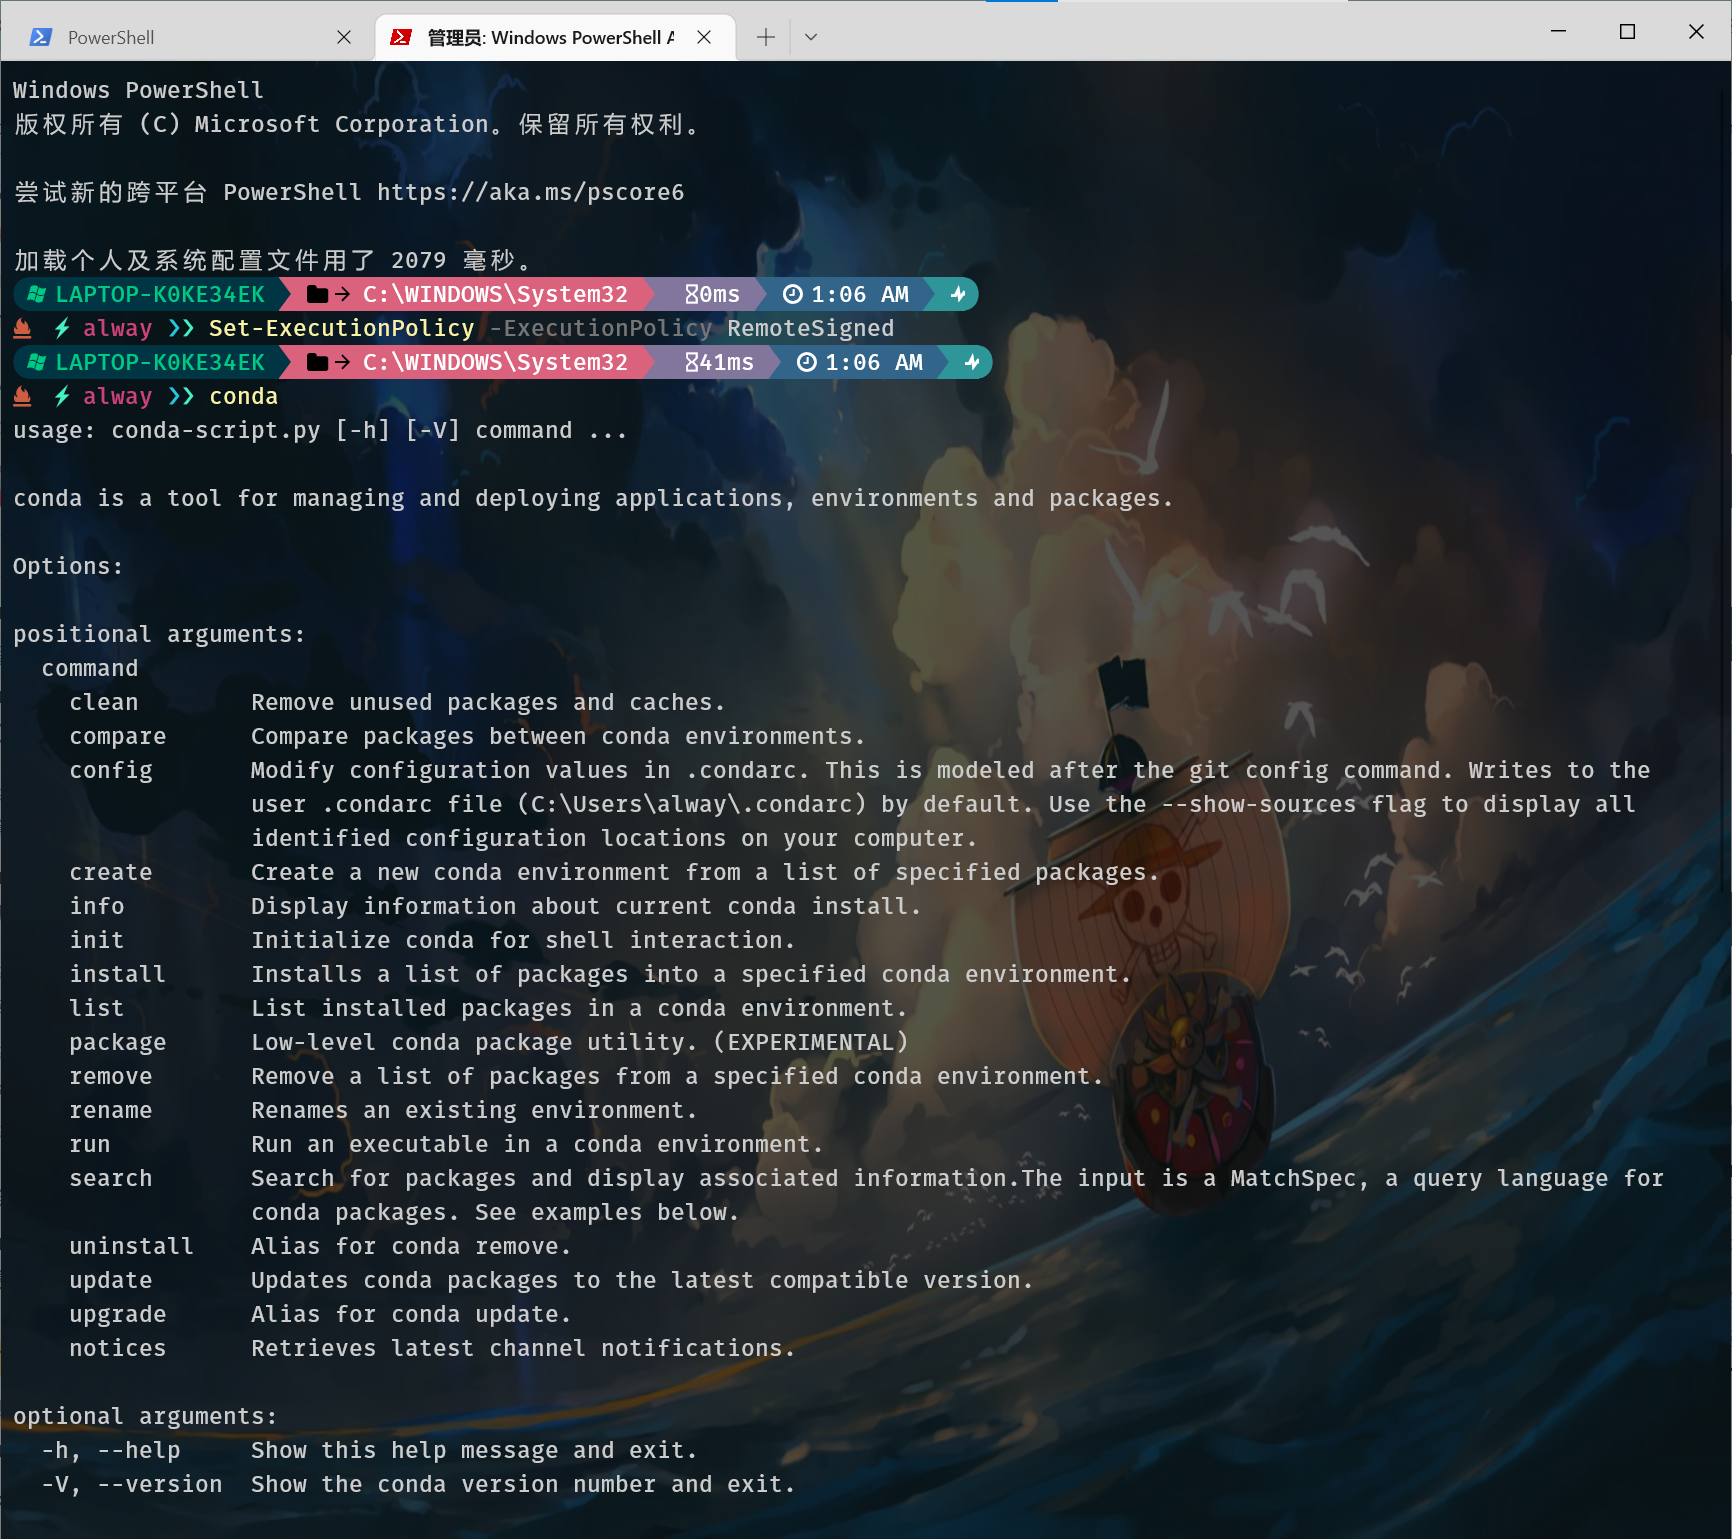 PowerShell
管理员: Windows PowerShell
Windows PowerShell
版权所有 (C) Microsoft Corporation。保留所有权利。
尝试新的跨平台 PowerShell https://aka.ms/pscore6
加载个人及系统配置文件用了 2079 毫秒。
LAPTOP-K0KE34EK → C:\WINDOWS\System32 0ms 1:06 AM
alway ❯❯ Set-ExecutionPolicy -ExecutionPolicy RemoteSigned
LAPTOP-K0KE34EK → C:\WINDOWS\System32 41ms 1:06 AM
alway ❯❯ conda
usage: conda-script.py [-h] [-V] command ...
conda is a tool for managing and deploying applications, environments and packages.
Options:
positional arguments:
command
clean Remove unused packages and caches.
compare Compare packages between conda environments.
config Modify configuration values in .condarc. This is modeled after the git config command. Writes to the
user .condarc file (C:\Users\alway\.condarc) by default. Use the --show-sources flag to display all
identified configuration locations on your computer.
create Create a new conda environment from a list of specified packages.
info Display information about current conda install.
init Initialize conda for shell interaction.
install Installs a list of packages into a specified conda environment.
list List installed packages in a conda environment.
package Low-level conda package utility. (EXPERIMENTAL)
remove Remove a list of packages from a specified conda environment.
rename Renames an existing environment.
run Run an executable in a conda environment.
search Search for packages and display associated information.The input is a MatchSpec, a query language for
conda packages. See examples below.
uninstall Alias for conda remove.
update Updates conda packages to the latest compatible version.
upgrade Alias for conda update.
notices Retrieves latest channel notifications.
optional arguments:
-h, --help Show this help message and exit.
-V, --version Show the conda version number and exit.